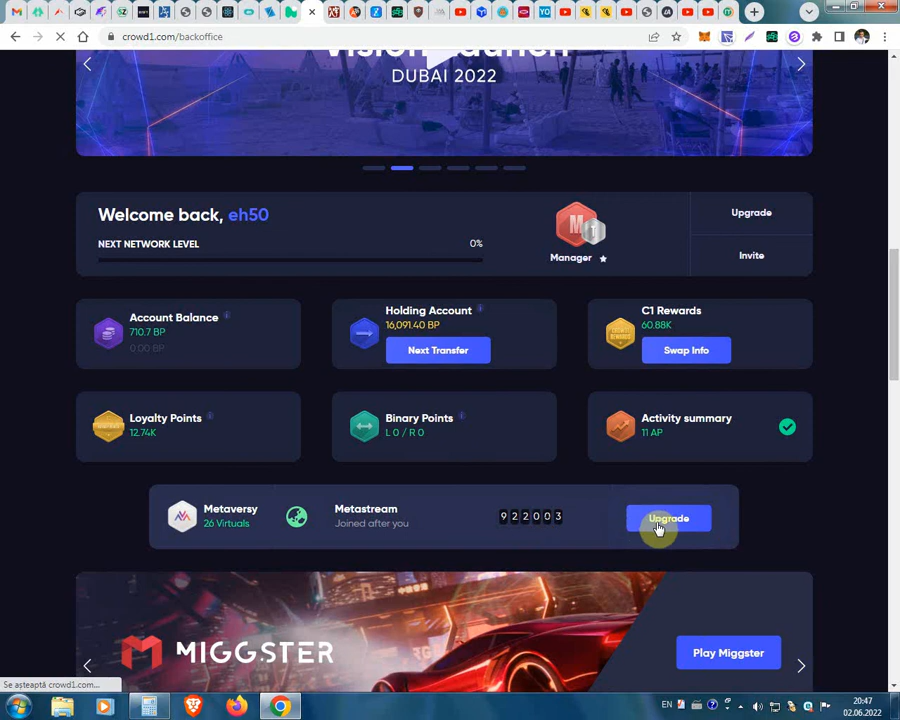 crowd1.com/backoffice
Vision Launch
DUBAI 2022
Welcome back, eh50
NEXT NETWORK LEVEL 0%
M 1
Manager
Upgrade
Invite
Account Balance
710.7 BP
0.00 BP
Holding Account
16,091.40 BP
Next Transfer
C1 Rewards
60.88K
Swap Info
Loyalty Points
12.74K
Binary Points
L 0 / R 0
Activity summary
11 AP
Metaversy
26 Virtuals
Metastream
Joined after you
922003
Upgrade
MIGGSTER
Play Miggster
Se așteaptă crowd1.com...
EN
20:47
02.06.2022